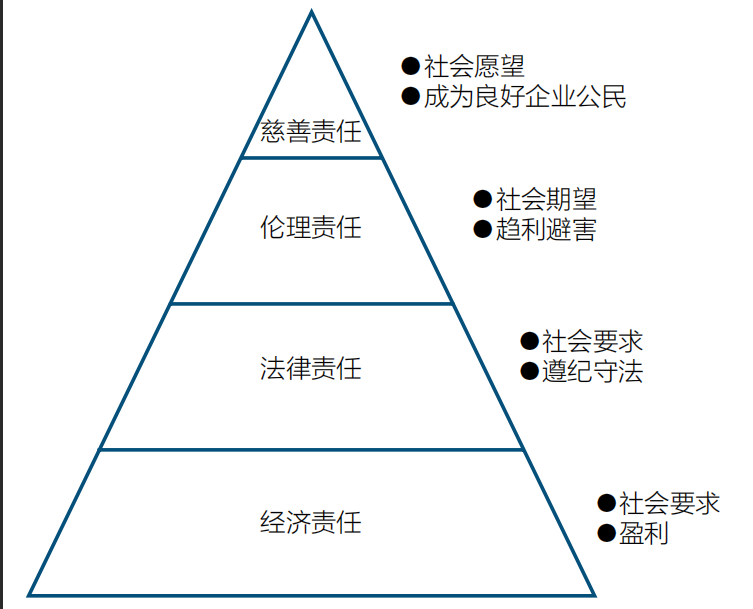 ●社会愿望
●成为良好企业公民
慈善责任
●社会期望
●趋利避害
伦理责任
●社会要求
●遵纪守法
法律责任
●社会要求
●盈利
经济责任